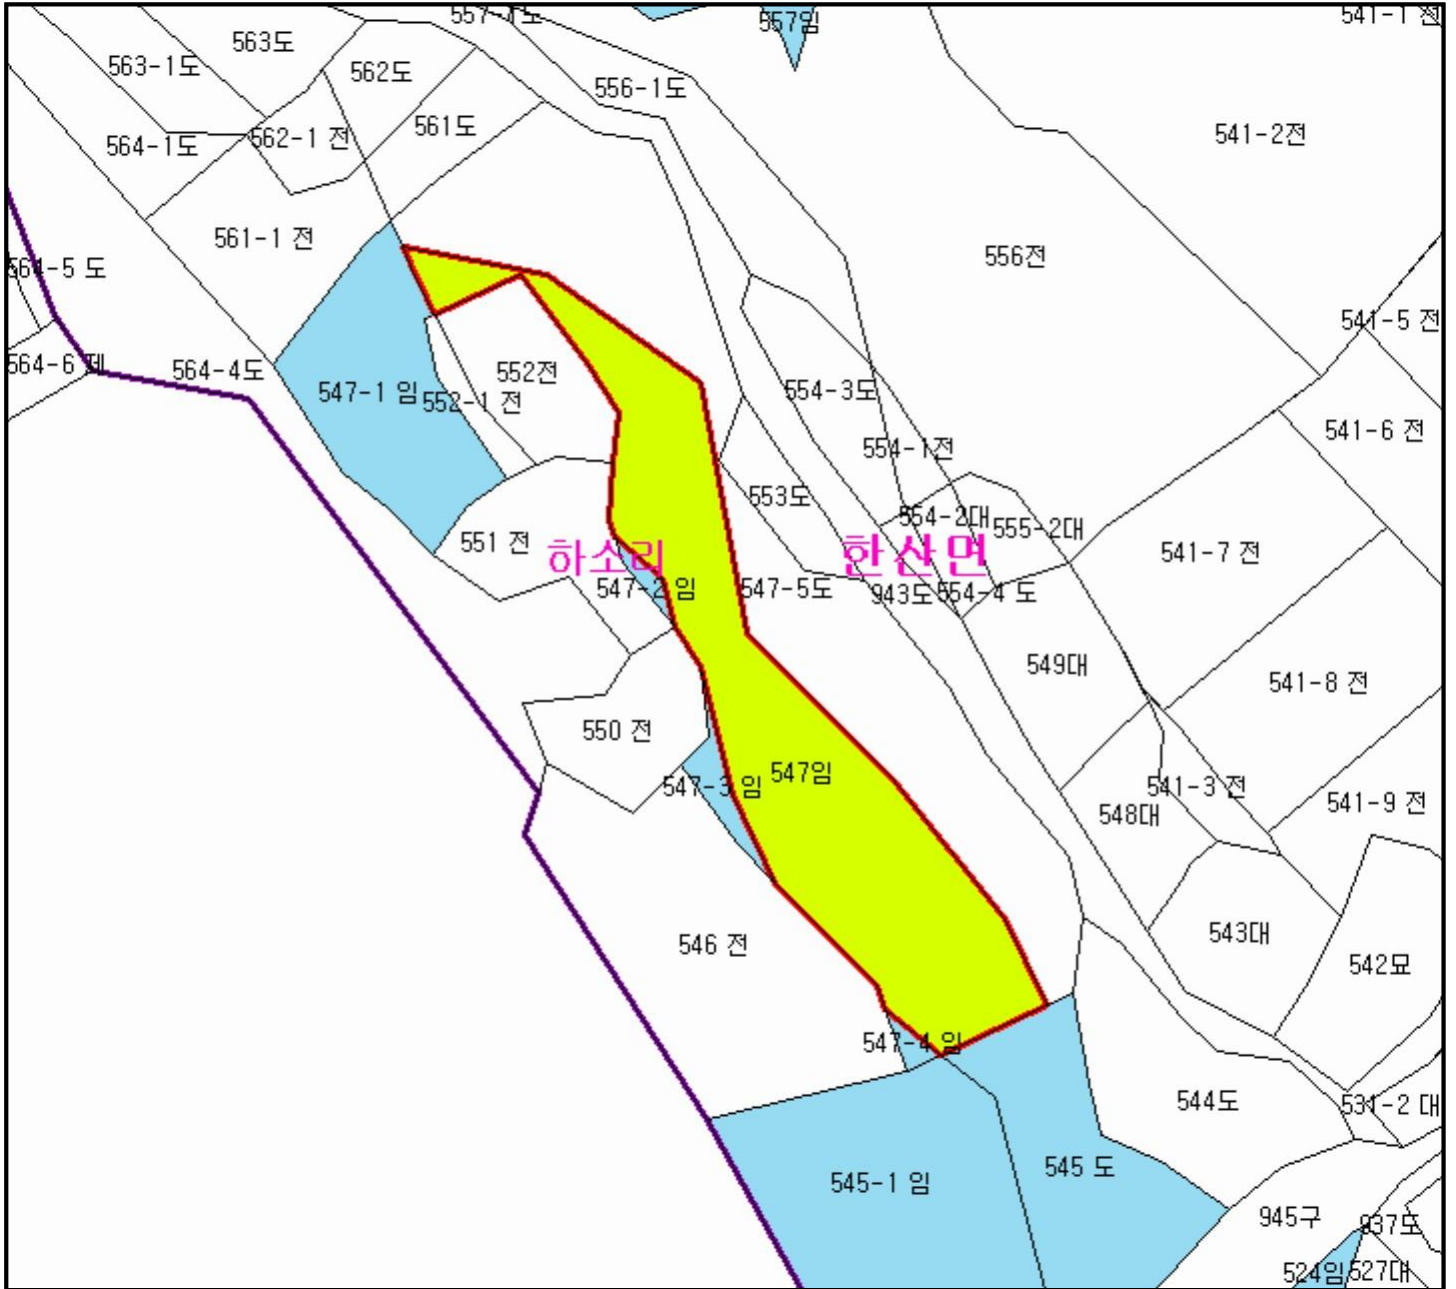 557-1도
557임
541-1 전
563도
563-1도
562도
556-1도
564-1도
562-1 전
561도
541-2전
561-1 전
556전
564-5 도
541-5 전
564-6 제
564-4도
547-1 임
552전
552-1 전
554-3도
541-6 전
554-1전
553도
554-2대
555-2대
551 전
하소리
한산면
541-7 전
547-2 임
547-5도
943도
554-4 도
549대
541-8 전
550 전
547-3 임
547임
541-3 전
541-9 전
548대
546 전
543대
542묘
547-4 임
544도
531-2 대
545-1 임
545 도
945구
937도
524임
527대